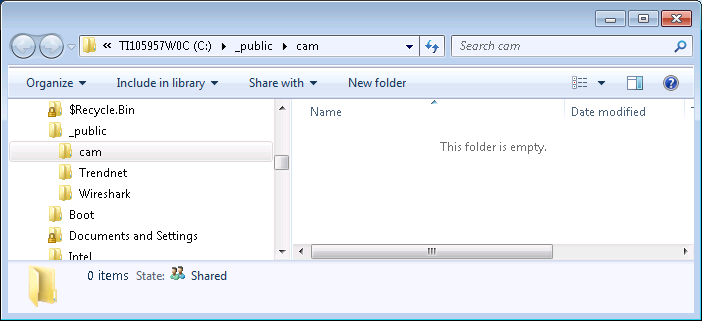 « TI105957W0C (C:) ▸ _public ▸ cam
Search cam
Organize ▾ Include in library ▾ Share with ▾ New folder
$Recycle.Bin
_public
cam
Trendnet
Wireshark
Boot
Documents and Settings
Intel
Name Date modified T
This folder is empty.
0 items State: Shared